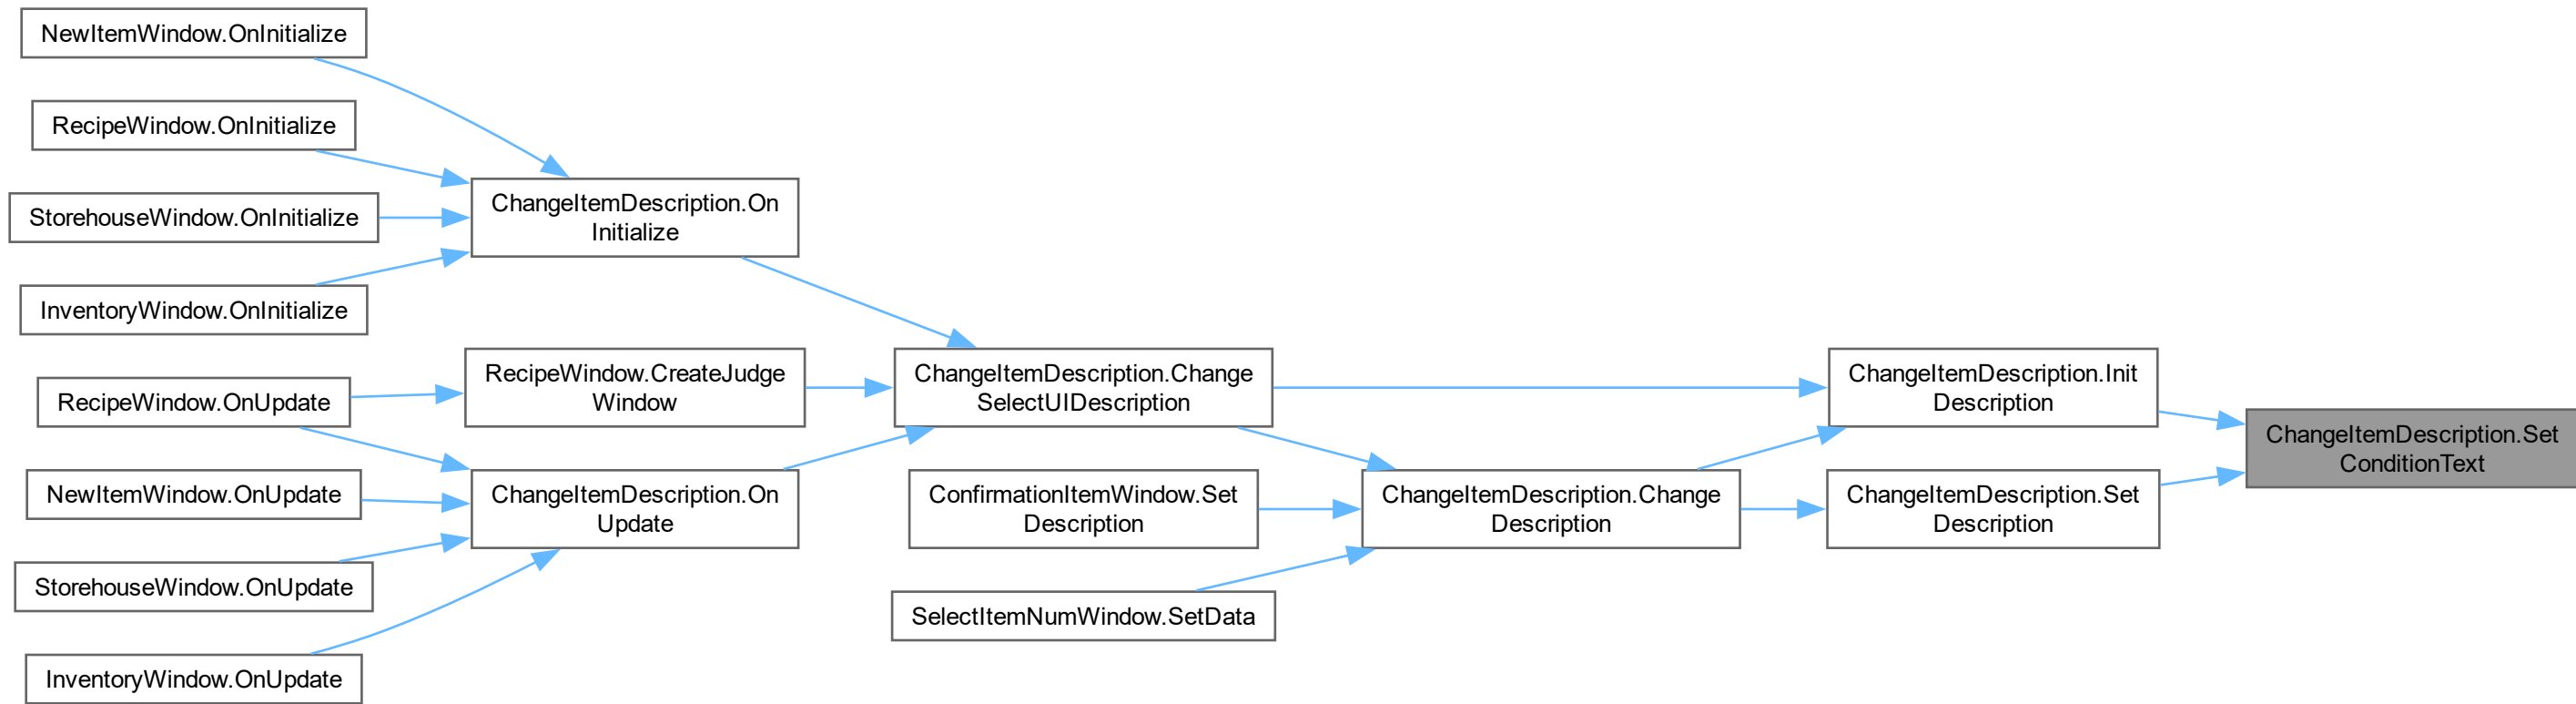 NewItemWindow.OnInitialize
RecipeWindow.OnInitialize
StorehouseWindow.OnInitialize
InventoryWindow.OnInitialize
RecipeWindow.OnUpdate
NewItemWindow.OnUpdate
StorehouseWindow.OnUpdate
InventoryWindow.OnUpdate
ChangeItemDescription.On
Initialize
RecipeWindow.CreateJudge
Window
ChangeItemDescription.On
Update
ChangeItemDescription.Change
SelectUIDescription
ConfirmationItemWindow.Set
Description
SelectItemNumWindow.SetData
ChangeItemDescription.Change
Description
ChangeItemDescription.Init
Description
ChangeItemDescription.Set
Description
ChangeItemDescription.Set
ConditionText